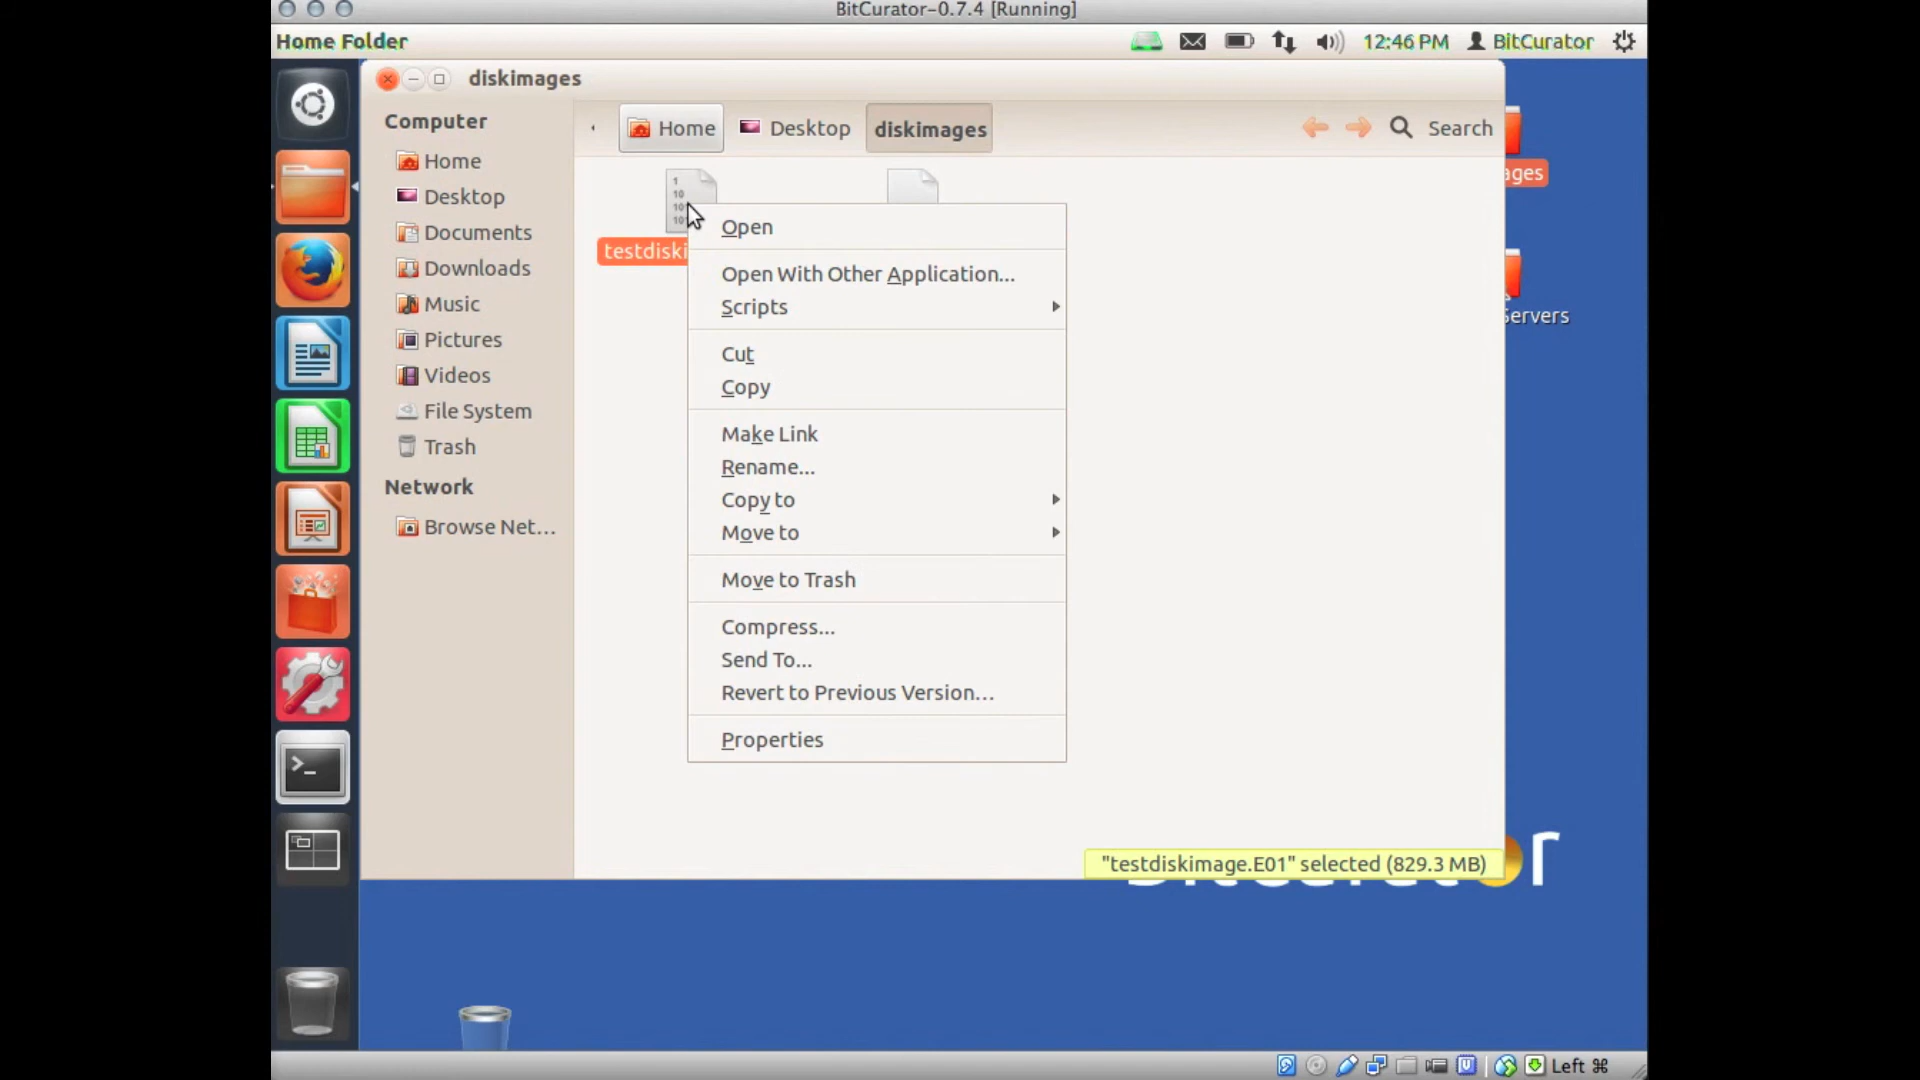 BitCurator-0.7.4 [Running]
Home Folder
12:46 PM
BitCurator
diskimages
Computer
Home
Desktop
Documents
Downloads
Music
Pictures
Videos
File System
Trash
Network
Browse Net...
Home
Desktop
diskimages
Search
testdiski
Open
Open With Other Application...
Scripts
Cut
Copy
Make Link
Rename...
Copy to
Move to
Move to Trash
Compress...
Send To...
Revert to Previous Version...
Properties
"testdiskimage.E01" selected (829.3 MB)
ages
Servers
Left ⌘